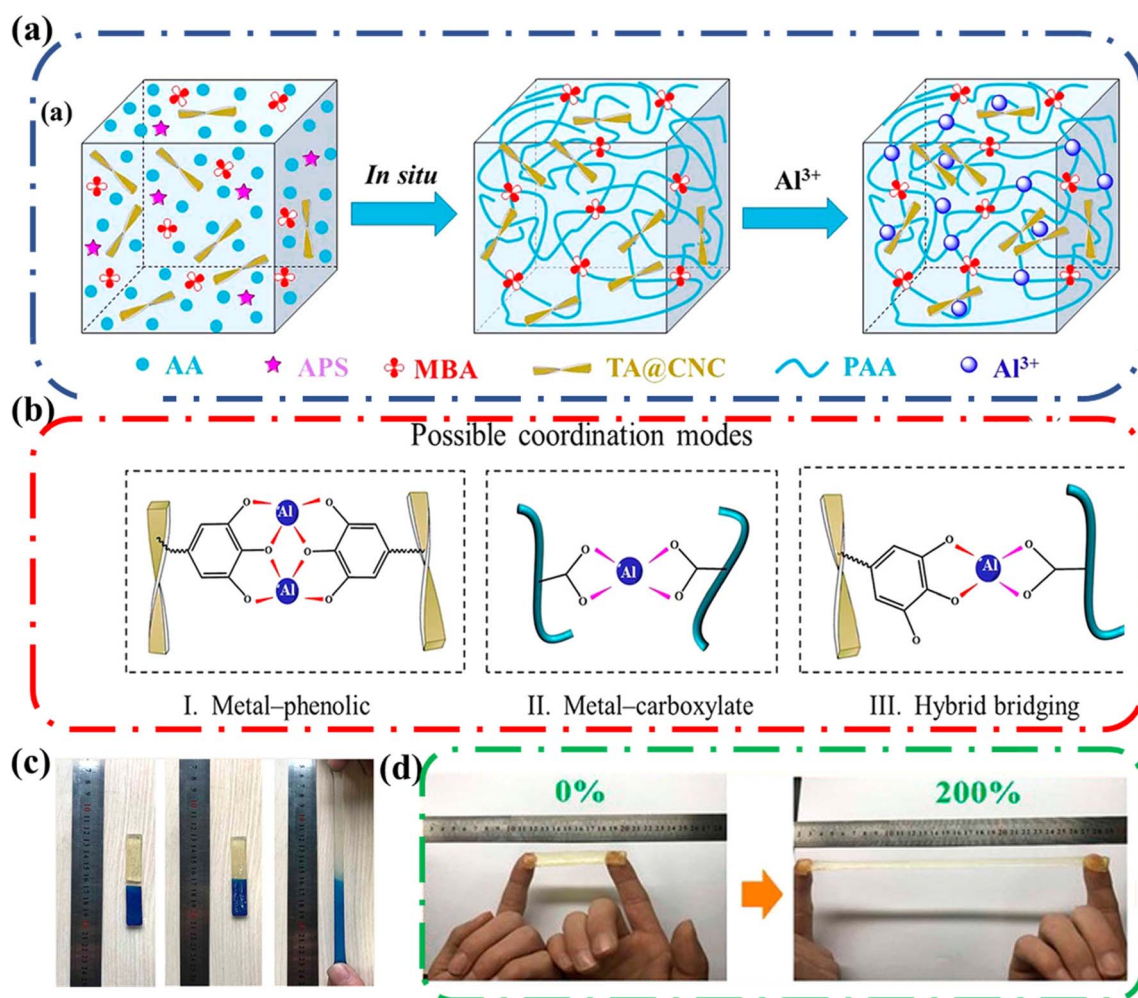 (a)
(a)
In situ
Al³⁺
AA
APS
MBA
TA@CNC
PAA
Al³⁺
(b)
Possible coordination modes
O O Al O O
O O
O Al O
O O Al O O
O O Al O O
O
I. Metal–phenolic
II. Metal–carboxylate
III. Hybrid bridging
(c)
(d)
0%
200%